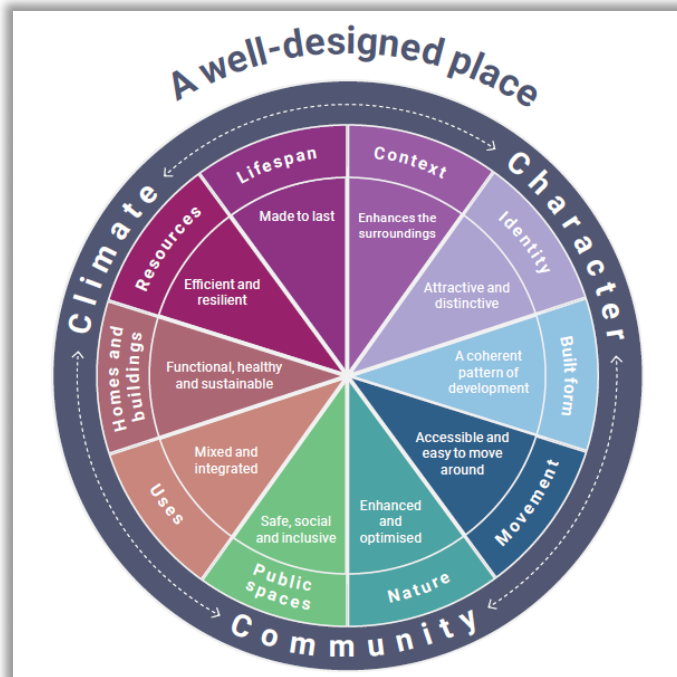 A well-designed place
Climate
Character
Community
Context
Enhances the
surroundings
Identity
Attractive and
distinctive
Built form
A coherent
pattern of
development
Movement
Accessible and
easy to move
around
Nature
Enhanced
and
optimised
Public
spaces
Safe, social
and inclusive
Uses
Mixed and
integrated
Homes and
buildings
Functional, healthy
and sustainable
Resources
Efficient and
resilient
Lifespan
Made to last